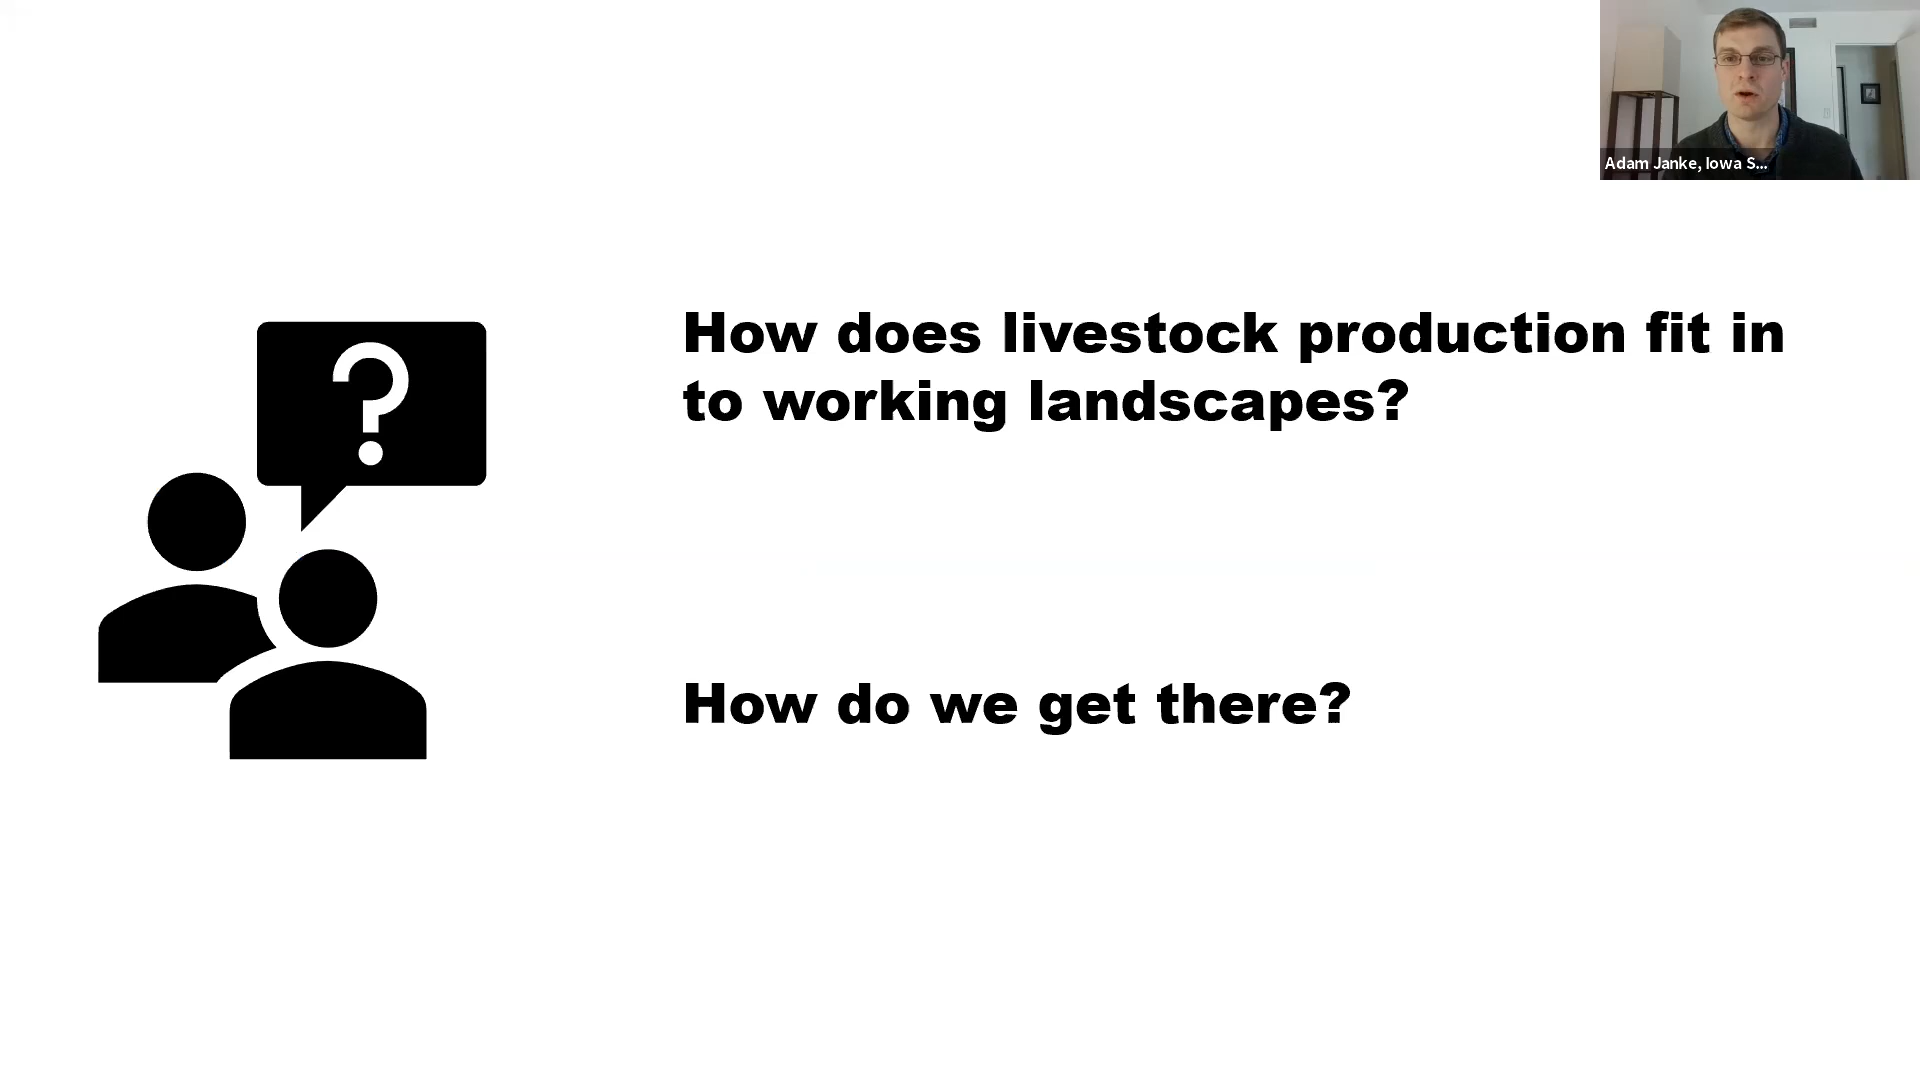 Adam Janke, Iowa S...
How does livestock production fit in
to working landscapes?
How do we get there?